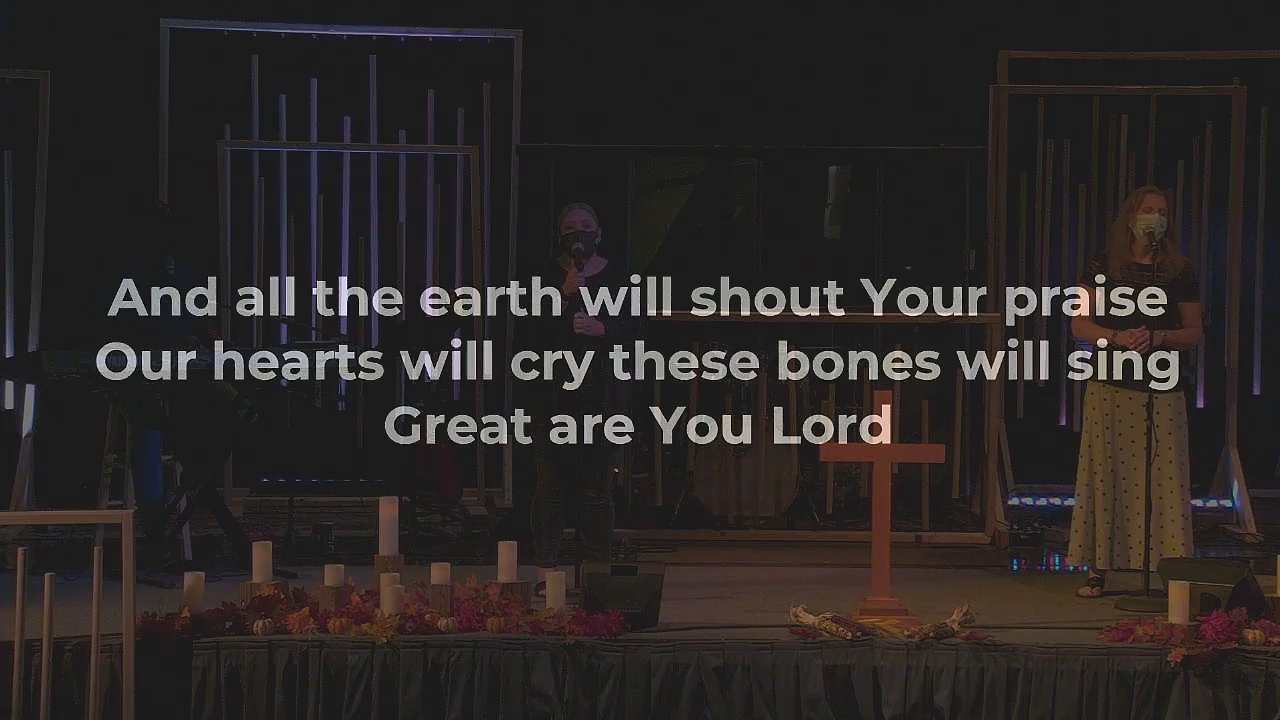 And all the earth will shout Your praise
Our hearts will cry these bones will sing
Great are You Lord